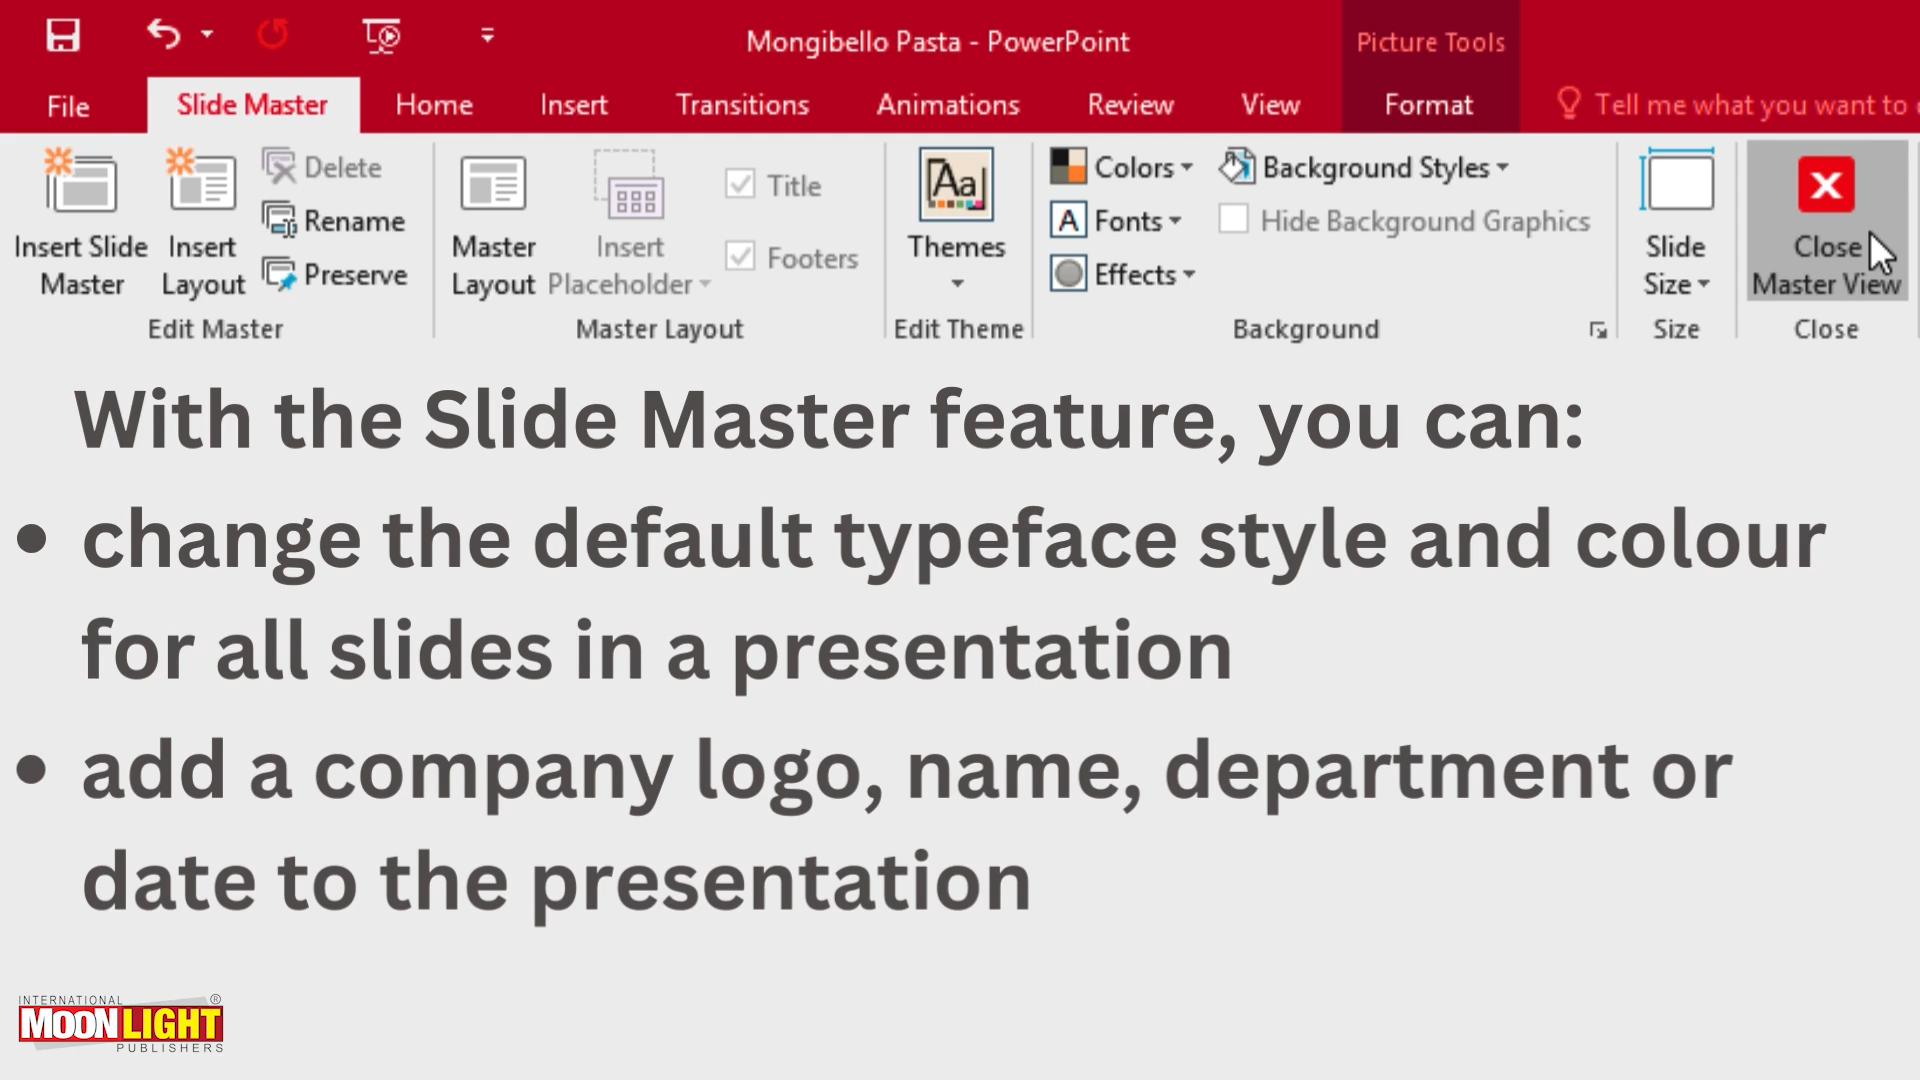 Mongibello Pasta - PowerPoint
Picture Tools
File
Slide Master
Home
Insert
Transitions
Animations
Review
View
Format
Tell me what you want to
Insert Slide
Master
Insert
Layout
Delete
Rename
Preserve
Edit Master
Master
Layout
Insert
Placeholder
Title
Footers
Master Layout
Aa
Themes
Edit Theme
Colors
A
Fonts
Effects
Background Styles
Hide Background Graphics
Background
Slide
Size
Size
Close
Master View
Close
With the Slide Master feature, you can:
• change the default typeface style and colour
for all slides in a presentation
• add a company logo, name, department or
date to the presentation
INTERNATIONAL ®
MOONLIGHT
PUBLISHERS